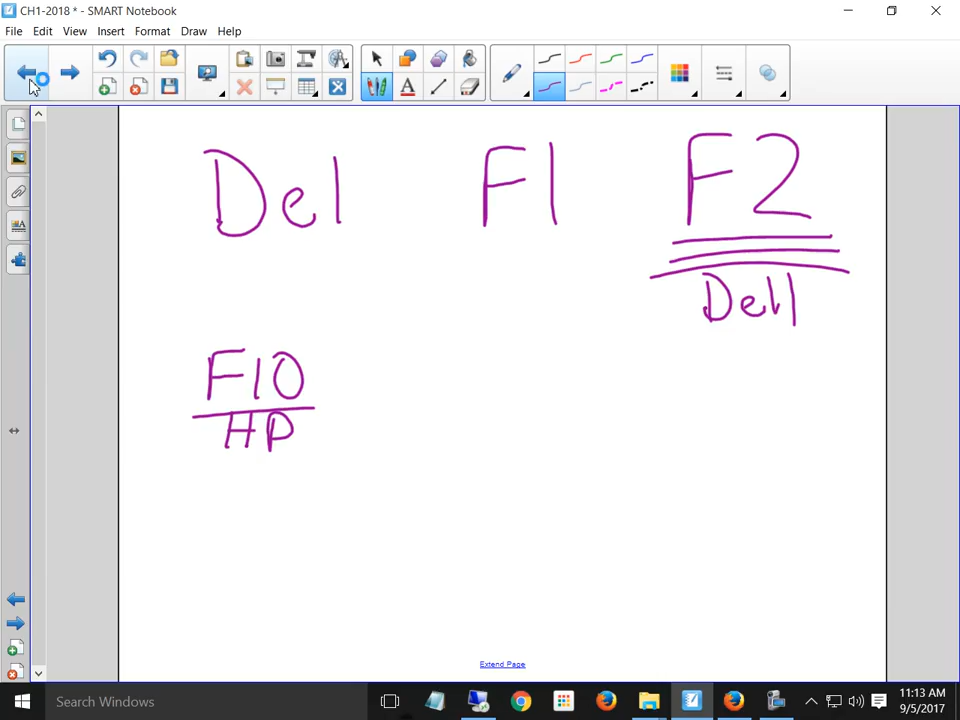 CH1-2018 * - SMART Notebook
File Edit View Insert Format Draw Help
Del F1 F2
Dell
F10
HP
Extend Page
Search Windows
11:13 AM
9/5/2017